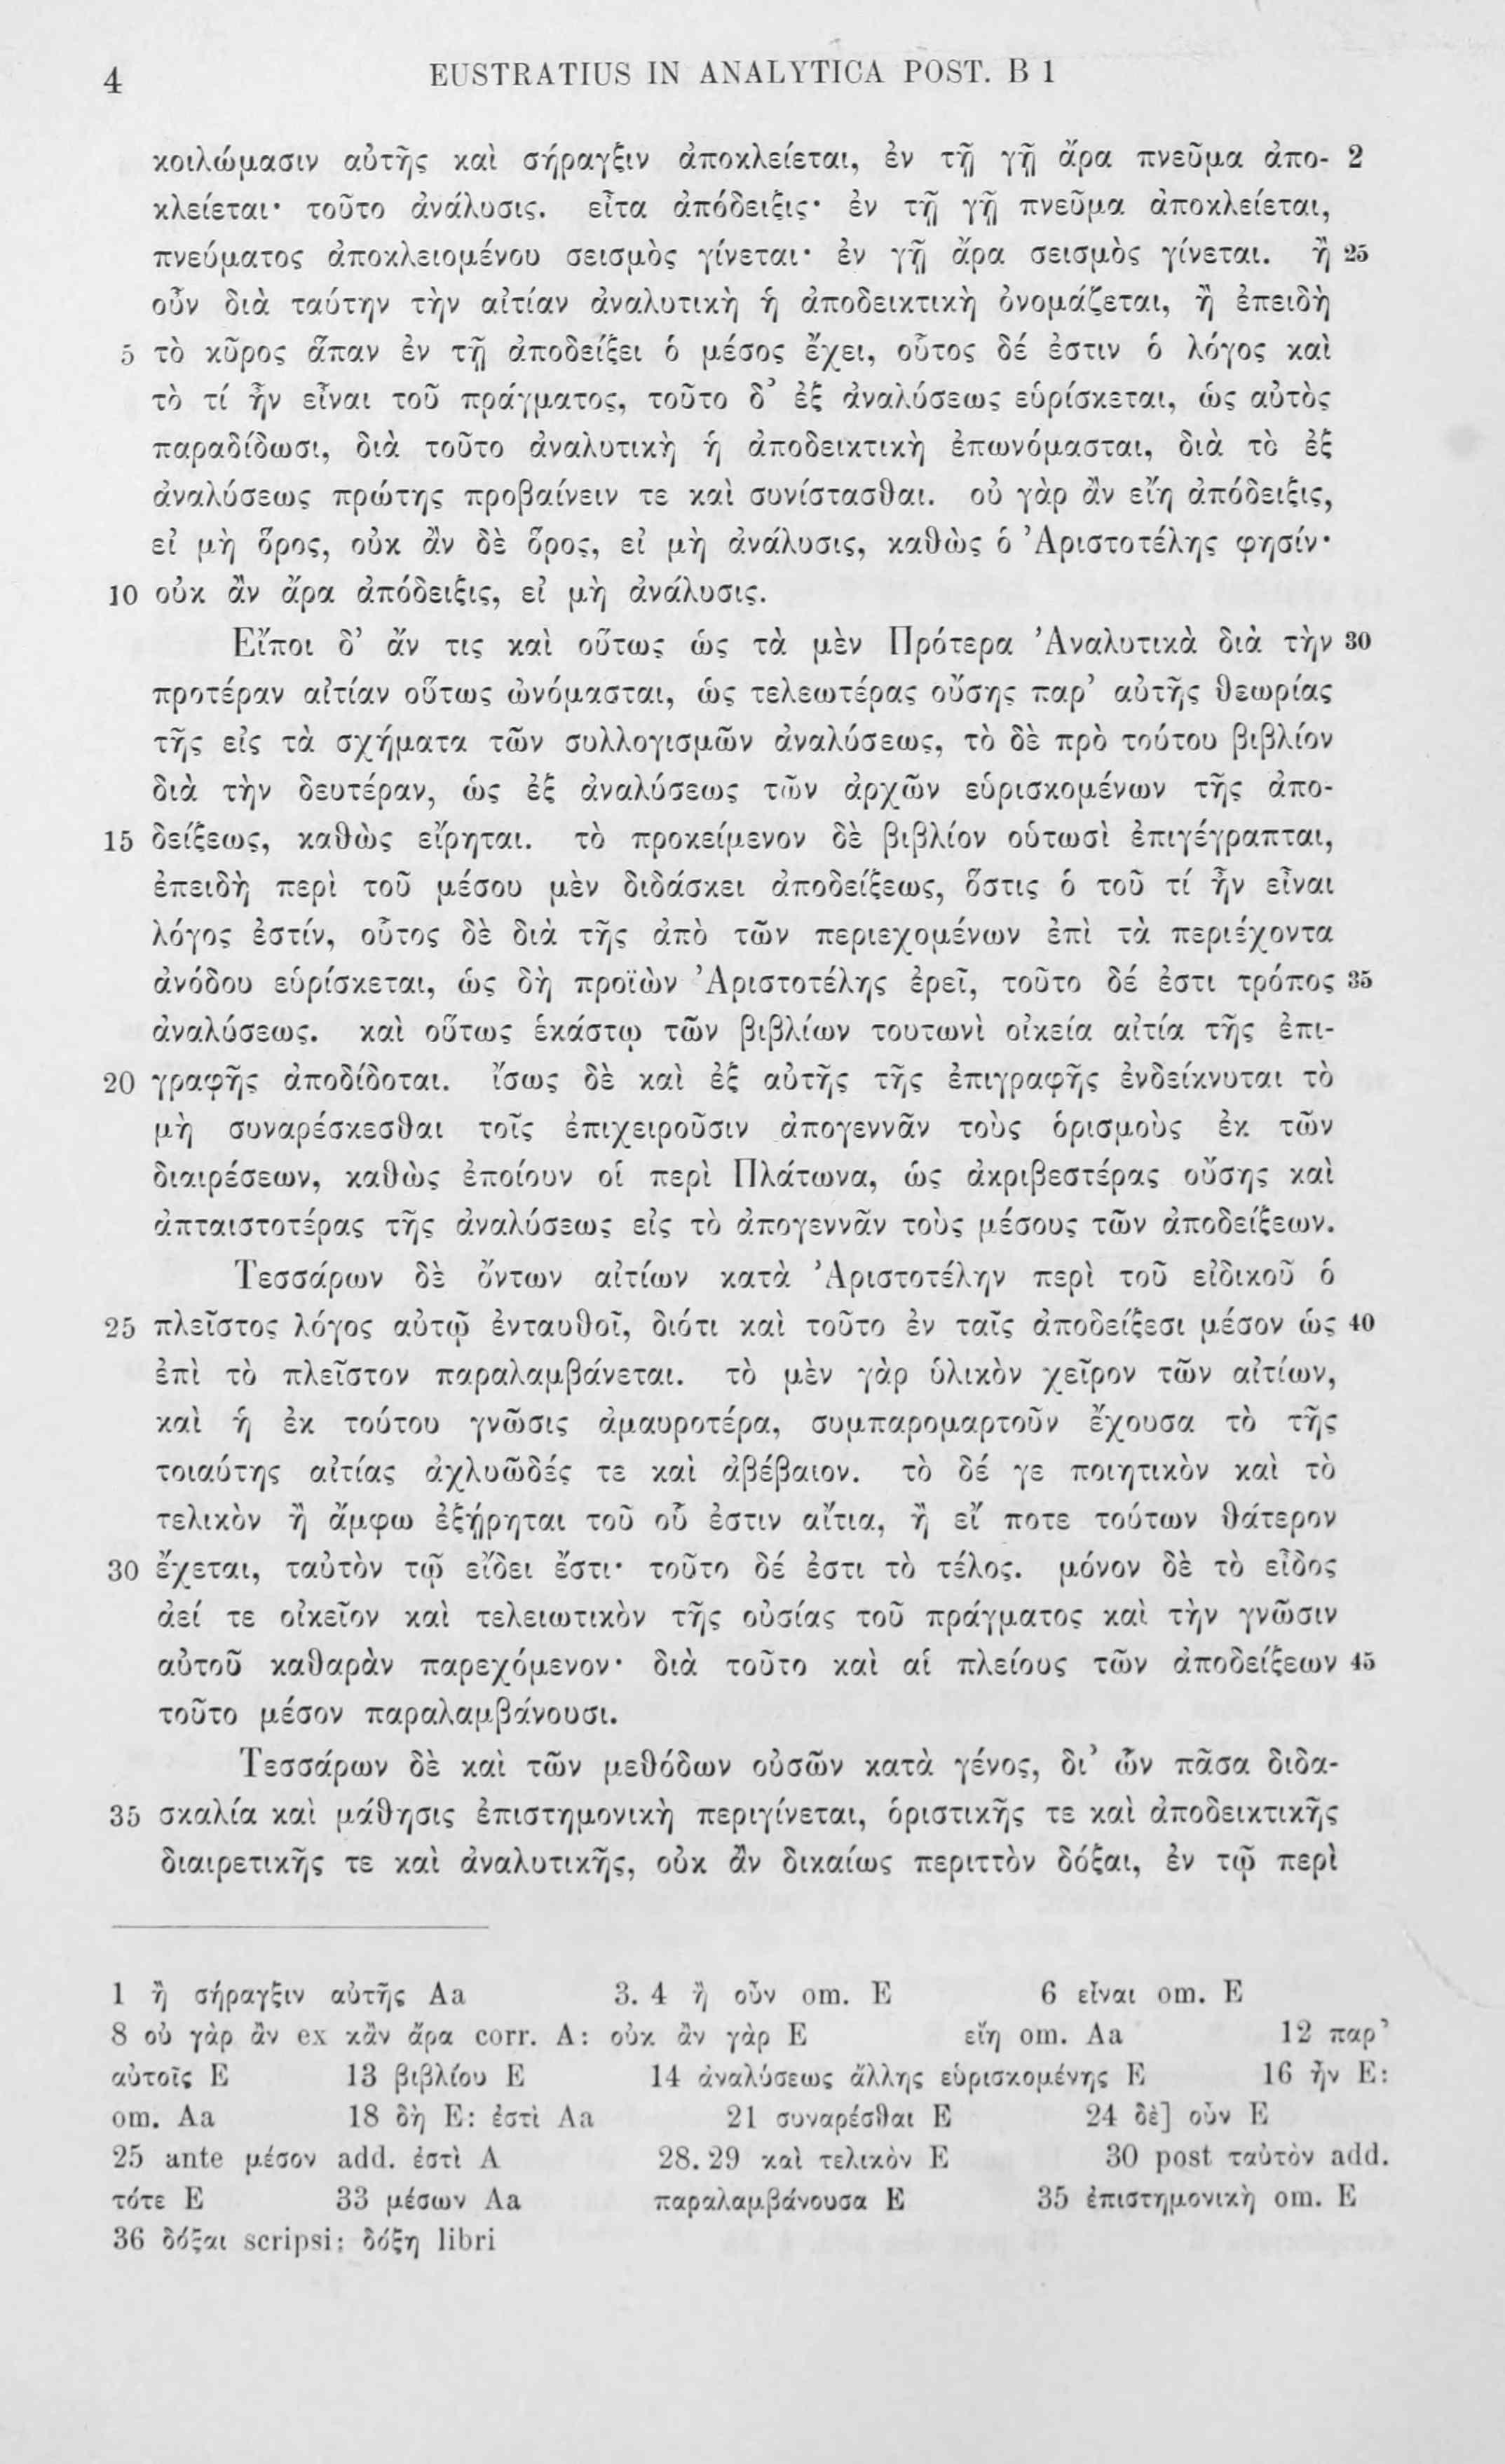 4 EUSTRATIUS IN ANALYTICA POST. B 1
κοιλώμασιν αὐτῆς καὶ σήραγξιν ἀποκλείεται, ἐν τῇ γῇ ἄρα πνεῦμα ἀπο- 2
κλείεται· τοῦτο ἀνάλυσις. εἶτα ἀπόδειξις· ἐν τῇ γῇ πνεῦμα ἀποκλείεται,
πνεύματος ἀποκλειομένου σεισμὸς γίνεται· ἐν γῇ ἄρα σεισμὸς γίνεται. ἢ 25
οὖν διὰ ταύτην τὴν αἰτίαν ἀναλυτικὴ ἡ ἀποδεικτικὴ ὀνομάζεται, ἢ ἐπειδὴ
5 τὸ κῦρος ἅπαν ἐν τῇ ἀποδείξει ὁ μέσος ἔχει, οὗτος δέ ἐστιν ὁ λόγος καὶ
τὸ τί ἦν εἶναι τοῦ πράγματος, τοῦτο δ’ ἐξ ἀναλύσεως εὑρίσκεται, ὡς αὐτὸς
παραδίδωσι, διὰ τοῦτο ἀναλυτικὴ ἡ ἀποδεικτικὴ ἐπωνόμασται, διὰ τὸ ἐξ
ἀναλύσεως πρώτης προβαίνειν τε καὶ συνίστασθαι. οὐ γὰρ ἂν εἴη ἀπόδειξις,
εἰ μὴ ὅρος, οὐκ ἂν δὲ ὅρος, εἰ μὴ ἀνάλυσις, καθὼς ὁ Ἀριστοτέλης φησίν·
10 οὐκ ἂν ἄρα ἀπόδειξις, εἰ μὴ ἀνάλυσις.
Εἴποι δ’ ἄν τις καὶ οὕτως ὡς τὰ μὲν Πρότερα Ἀναλυτικὰ διὰ τὴν 30
προτέραν αἰτίαν οὕτως ὠνόμασται, ὡς τελεωτέρας οὔσης παρ’ αὐτῆς θεωρίας
τῆς εἰς τὰ σχήματα τῶν συλλογισμῶν ἀναλύσεως, τὸ δὲ πρὸ τούτου βιβλίον
διὰ τὴν δευτέραν, ὡς ἐξ ἀναλύσεως τῶν ἀρχῶν εὑρισκομένων τῆς ἀπο-
15 δείξεως, καθὼς εἴρηται. τὸ προκείμενον δὲ βιβλίον οὑτωσὶ ἐπιγέγραπται,
ἐπειδὴ περὶ τοῦ μέσου μὲν διδάσκει ἀποδείξεως, ὅστις ὁ τοῦ τί ἦν εἶναι
λόγος ἐστίν, οὗτος δὲ διὰ τῆς ἀπὸ τῶν περιεχομένων ἐπὶ τὰ περιέχοντα
ἀνόδου εὑρίσκεται, ὡς δὴ προϊὼν Ἀριστοτέλης ἐρεῖ, τοῦτο δέ ἐστι τρόπος 35
ἀναλύσεως. καὶ οὕτως ἑκάστῳ τῶν βιβλίων τουτωνὶ οἰκεία αἰτία τῆς ἐπι-
20 γραφῆς ἀποδίδοται. ἴσως δὲ καὶ ἐξ αὐτῆς τῆς ἐπιγραφῆς ἐνδείκνυται τὸ
μὴ συναρέσκεσθαι τοῖς ἐπιχειροῦσιν ἀπογεννᾶν τοὺς ὁρισμοὺς ἐκ τῶν
διαιρέσεων, καθὼς ἐποίουν οἱ περὶ Πλάτωνα, ὡς ἀκριβεστέρας οὔσης καὶ
ἀπταιστοτέρας τῆς ἀναλύσεως εἰς τὸ ἀπογεννᾶν τοὺς μέσους τῶν ἀποδείξεων.
Τεσσάρων δὲ ὄντων αἰτίων κατὰ Ἀριστοτέλην περὶ τοῦ εἰδικοῦ ὁ
25 πλεῖστος λόγος αὐτῷ ἐνταυθοῖ, διότι καὶ τοῦτο ἐν ταῖς ἀποδείξεσι μέσον ὡς 40
ἐπὶ τὸ πλεῖστον παραλαμβάνεται. τὸ μὲν γὰρ ὑλικὸν χεῖρον τῶν αἰτίων,
καὶ ἡ ἐκ τούτου γνῶσις ἀμαυροτέρα, συμπαρομαρτοῦν ἔχουσα τὸ τῆς
τοιαύτης αἰτίας ἀχλυῶδές τε καὶ ἀβέβαιον. τὸ δέ γε ποιητικὸν καὶ τὸ
τελικὸν ἢ ἄμφω ἐξῄρηται τοῦ οὗ ἐστιν αἴτια, ἢ εἴ ποτε τούτων θάτερον
30 ἔχεται, ταὐτὸν τῷ εἴδει ἔστι· τοῦτο δέ ἐστι τὸ τέλος. μόνον δὲ τὸ εἶδος
ἀεί τε οἰκεῖον καὶ τελειωτικὸν τῆς οὐσίας τοῦ πράγματος καὶ τὴν γνῶσιν
αὐτοῦ καθαρὰν παρεχόμενον· διὰ τοῦτο καὶ αἱ πλείους τῶν ἀποδείξεων 45
τοῦτο μέσον παραλαμβάνουσι.
Τεσσάρων δὲ καὶ τῶν μεθόδων οὐσῶν κατὰ γένος, δι’ ὧν πᾶσα διδα-
35 σκαλία καὶ μάθησις ἐπιστημονικὴ περιγίνεται, ὁριστικῆς τε καὶ ἀποδεικτικῆς
διαιρετικῆς τε καὶ ἀναλυτικῆς, οὐκ ἂν δικαίως περιττὸν δόξαι, ἐν τῷ περὶ
1 ἢ σήραγξιν αὐτῆς Aa 3. 4 ἢ οὖν om. E 6 εἶναι om. E
8 οὐ γὰρ ἂν ex κἂν ἄρα corr. A: οὐκ ἂν γὰρ E εἴη om. Aa 12 παρ’
αὐτοῖς E 13 βιβλίου E 14 ἀναλύσεως ἄλλης εὑρισκομένης E 16 ἦν E:
om. Aa 18 δὴ E: ἐστὶ Aa 21 συναρέσθαι E 24 δὲ] οὖν E
25 ante μέσον add. ἐστὶ A 28. 29 καὶ τελικὸν E 30 post ταὐτὸν add.
τότε E 33 μέσων Aa παραλαμβάνουσα E 35 ἐπιστημονικὴ om. E
36 δόξαι scripsi: δόξη libri